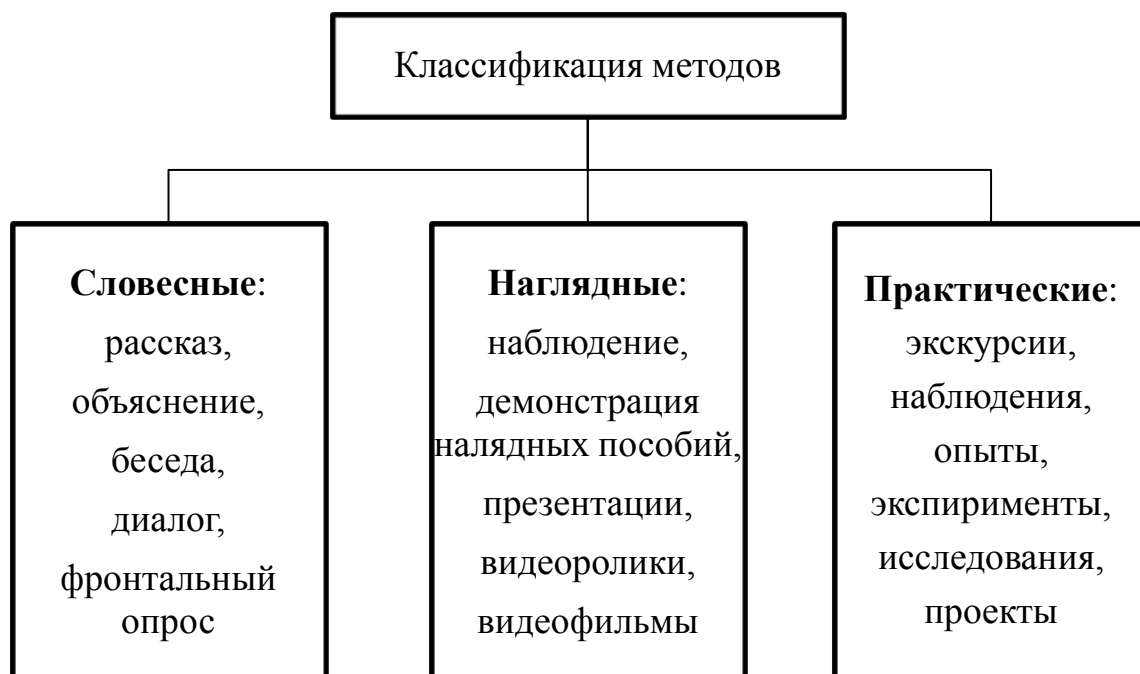 Классификация методов
Словесные:
рассказ,
объяснение,
беседа,
диалог,
фронтальный
опрос
Наглядные:
наблюдение,
демонстрация
налядных пособий,
презентации,
видеоролики,
видеофильмы
Практические:
экскурсии,
наблюдения,
опыты,
экспирименты,
исследования,
проекты